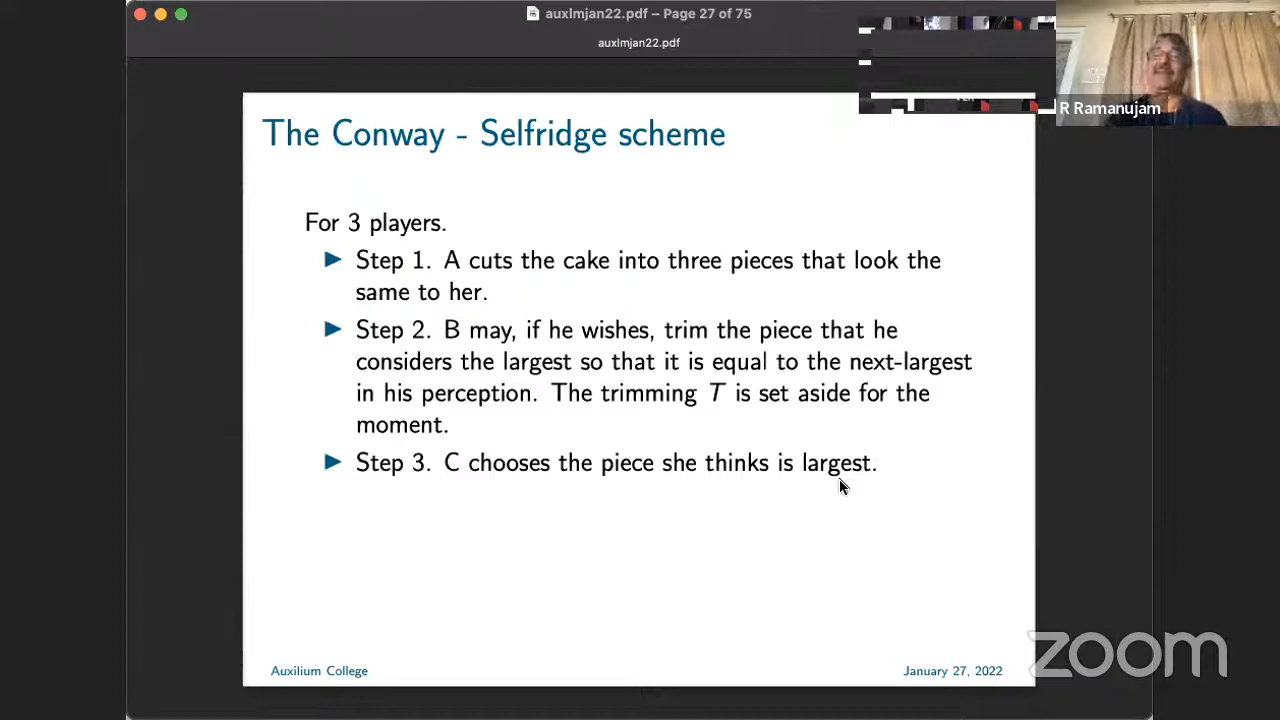 auxlmjan22.pdf – Page 27 of 75
auxlmjan22.pdf
R Ramanujam
The Conway - Selfridge scheme
For 3 players.
▶ Step 1. A cuts the cake into three pieces that look the
same to her.
▶ Step 2. B may, if he wishes, trim the piece that he
considers the largest so that it is equal to the next-largest
in his perception. The trimming T is set aside for the
moment.
▶ Step 3. C chooses the piece she thinks is largest.
Auxilium College
January 27, 2022
zoom